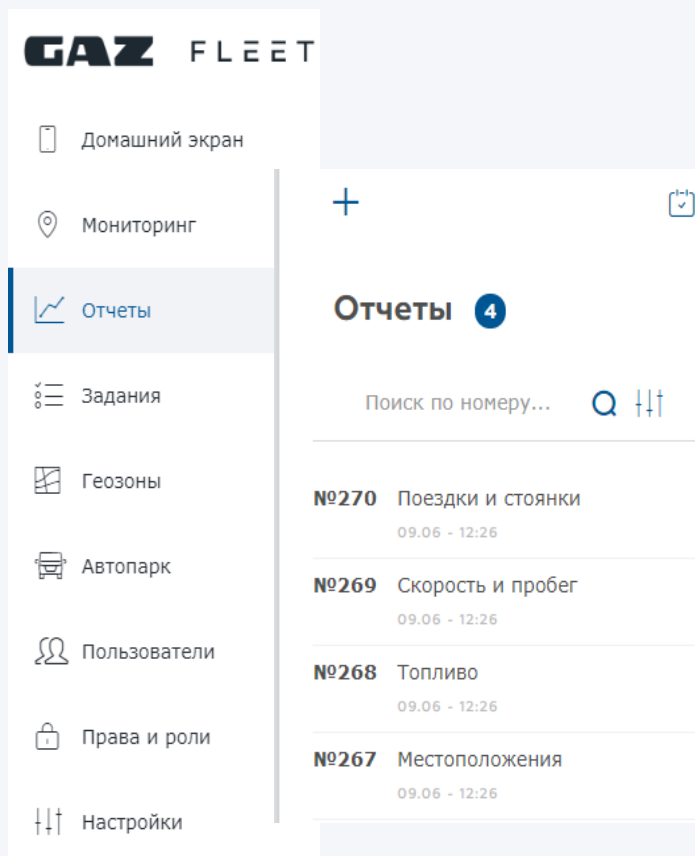 GAZ FLEET
Домашний экран
Мониторинг
Отчеты
Задания
Геозоны
Автопарк
Пользователи
Права и роли
Настройки
Отчеты 4
Поиск по номеру...
№270 Поездки и стоянки
09.06 - 12:26
№269 Скорость и пробег
09.06 - 12:26
№268 Топливо
09.06 - 12:26
№267 Местоположения
09.06 - 12:26